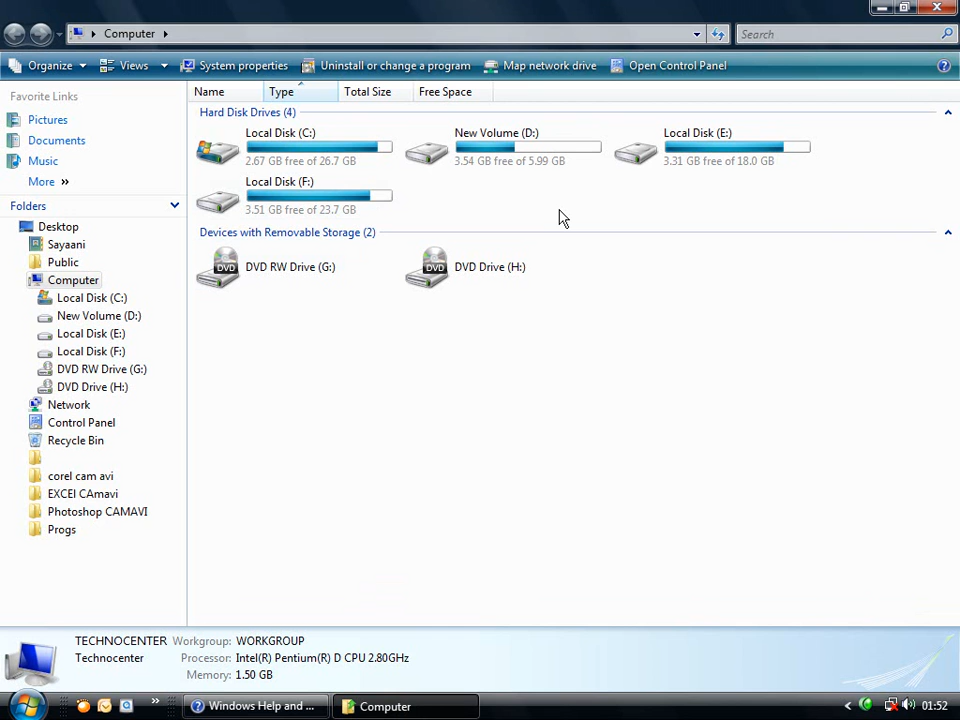 Computer
Search
Organize Views System properties Uninstall or change a program Map network drive Open Control Panel
Favorite Links
Pictures
Documents
Music
More »
Folders
Desktop
Sayaani
Public
Computer
Local Disk (C:)
New Volume (D:)
Local Disk (E:)
Local Disk (F:)
DVD RW Drive (G:)
DVD Drive (H:)
Network
Control Panel
Recycle Bin
corel cam avi
EXCEl CAmavi
Photoshop CAMAVI
Progs
Name Type Total Size Free Space
Hard Disk Drives (4)
Local Disk (C:)
2.67 GB free of 26.7 GB
New Volume (D:)
3.54 GB free of 5.99 GB
Local Disk (E:)
3.31 GB free of 18.0 GB
Local Disk (F:)
3.51 GB free of 23.7 GB
Devices with Removable Storage (2)
DVD RW Drive (G:)
DVD Drive (H:)
DVD
DVD
TECHNOCENTER Workgroup: WORKGROUP
Technocenter Processor: Intel(R) Pentium(R) D CPU 2.80GHz
Memory: 1.50 GB
» Windows Help and ... Computer < 01:52